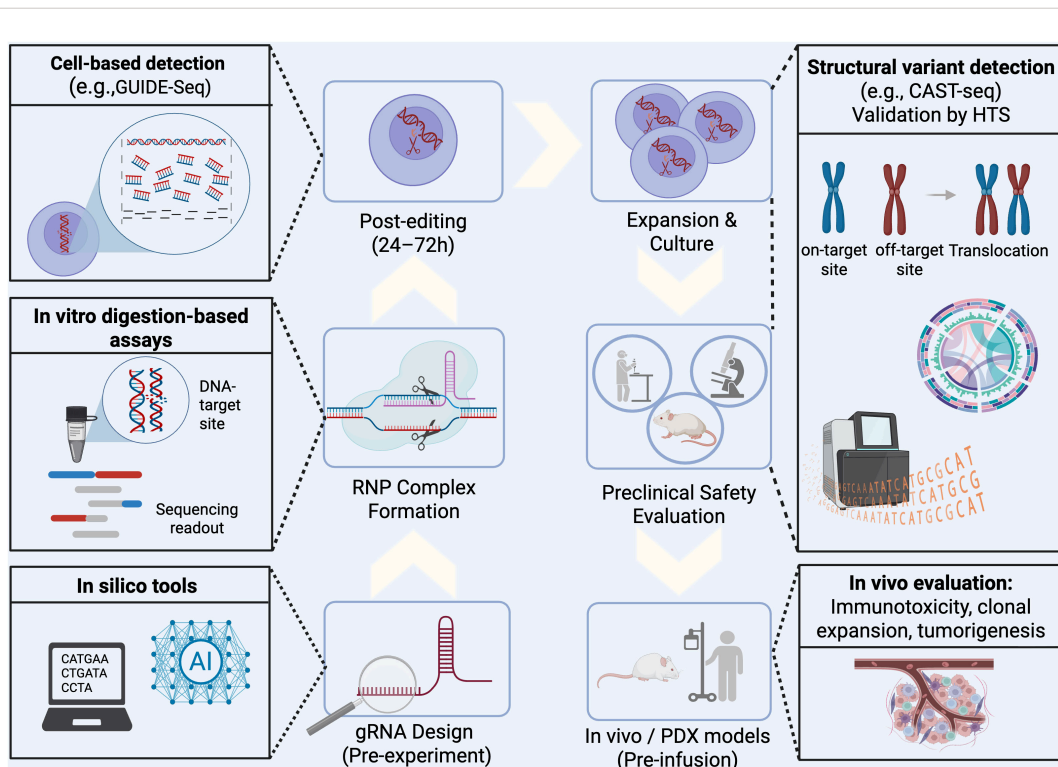 Cell-based detection
(e.g.,GUIDE-Seq)
Post-editing
(24–72h)
Expansion &
Culture
Structural variant detection
(e.g., CAST-seq)
Validation by HTS
on-target
site
off-target
site
Translocation
In vitro digestion-based
assays
DNA-
target
site
Sequencing
readout
RNP Complex
Formation
Preclinical Safety
Evaluation
AGTCAAATATCATGCGCAT
In silico tools
CATGAA
CTGATA
CCTA
AI
gRNA Design
(Pre-experiment)
In vivo / PDX models
(Pre-infusion)
In vivo evaluation:
Immunotoxicity, clonal
expansion, tumorigenesis